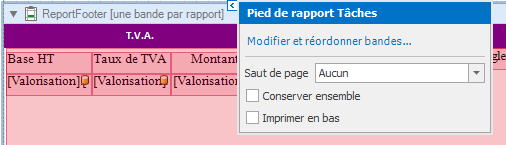 ReportFooter [une bande par rapport]
Pied de rapport Tâches
T.V.A.
Modifier et réordonner bandes...
Base HT Taux de TVA Montant
Saut de page Aucun
[Valorisation] [Valorisation] [Valorisation]
Conserver ensemble
Imprimer en bas